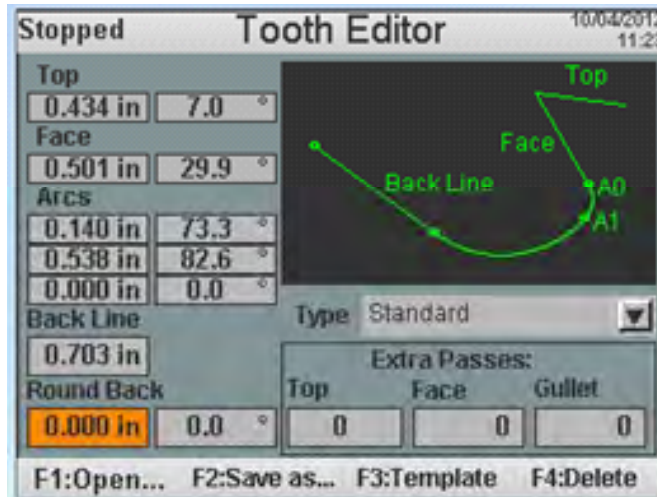 Stopped Tooth Editor 10/04/2012
11:23
Top
0.434 in 7.0 °
Face
0.501 in 29.9 °
Arcs
0.140 in 73.3 °
0.538 in 82.6 °
0.000 in 0.0 °
Back Line
0.703 in
Round Back
0.000 in 0.0 °
Top
Face
Back Line
A0
A1
Type Standard
Extra Passes:
Top Face Gullet
0 0 0
F1:Open... F2:Save as... F3:Template F4:Delete